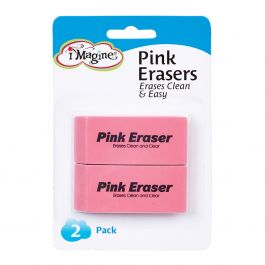 i Magine
Pink
Erasers
Erases Clean
& Easy
Pink Eraser
Erases Clean and Clear
Pink Eraser
Erases Clean and Clear
2 Pack